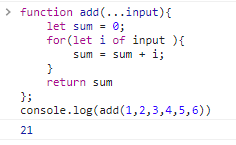 > function add(...input){
let sum = 0;
for(let i of input ){
sum = sum + i;
}
return sum
};
console.log(add(1,2,3,4,5,6))
21